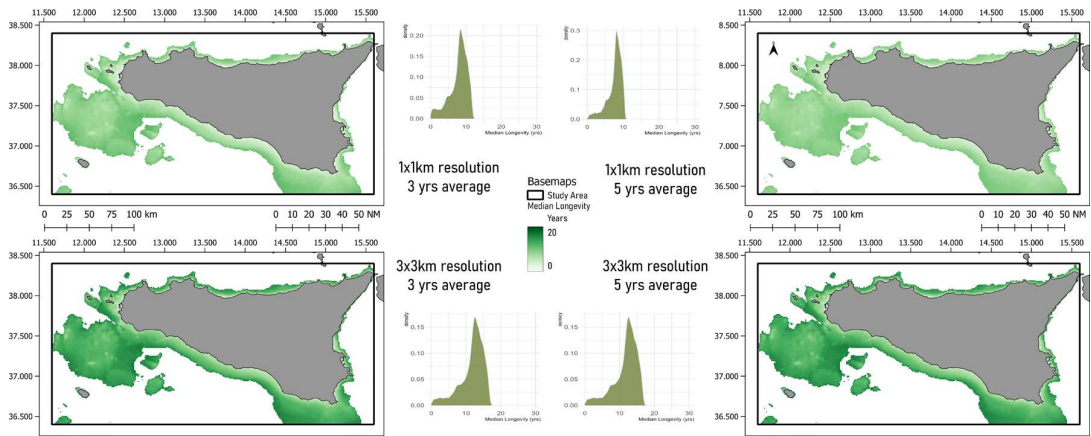 11.500 12.000 12.500 13.000 13.500 14.000 14.500 15.000 15.500
38.500
38.000
37.500
37.000
36.500
0 25 50 75 100 km
0 10 20 30 40 50 NM
density
0.20
0.15
0.10
0.05
0.00
0 10 20 30
Median Longevity (yrs)
1x1km resolution
3 yrs average
density
0.3
0.2
0.1
0.0
0 10 20 30
Median Longevity (yrs)
1x1km resolution
5 yrs average
Basemaps
Study Area
Median Longevity
Years
20
0
11.500 12.000 12.500 13.000 13.500 14.000 14.500 15.000 15.500
0 25 50 75 100 km
0 10 20 30 40 50 NM
11.500 12.000 12.500 13.000 13.500 14.000 14.500 15.000 15.500
38.500
38.000
37.500
37.000
36.500
3x3km resolution
3 yrs average
density
0.15
0.10
0.05
0.00
0 10 20 30
Median Longevity (yrs)
3x3km resolution
5 yrs average
density
0.15
0.10
0.05
0.00
0 10 20 30
Median Longevity (yrs)
11.500 12.000 12.500 13.000 13.500 14.000 14.500 15.000 15.500
38.500
38.000
37.500
37.000
36.500